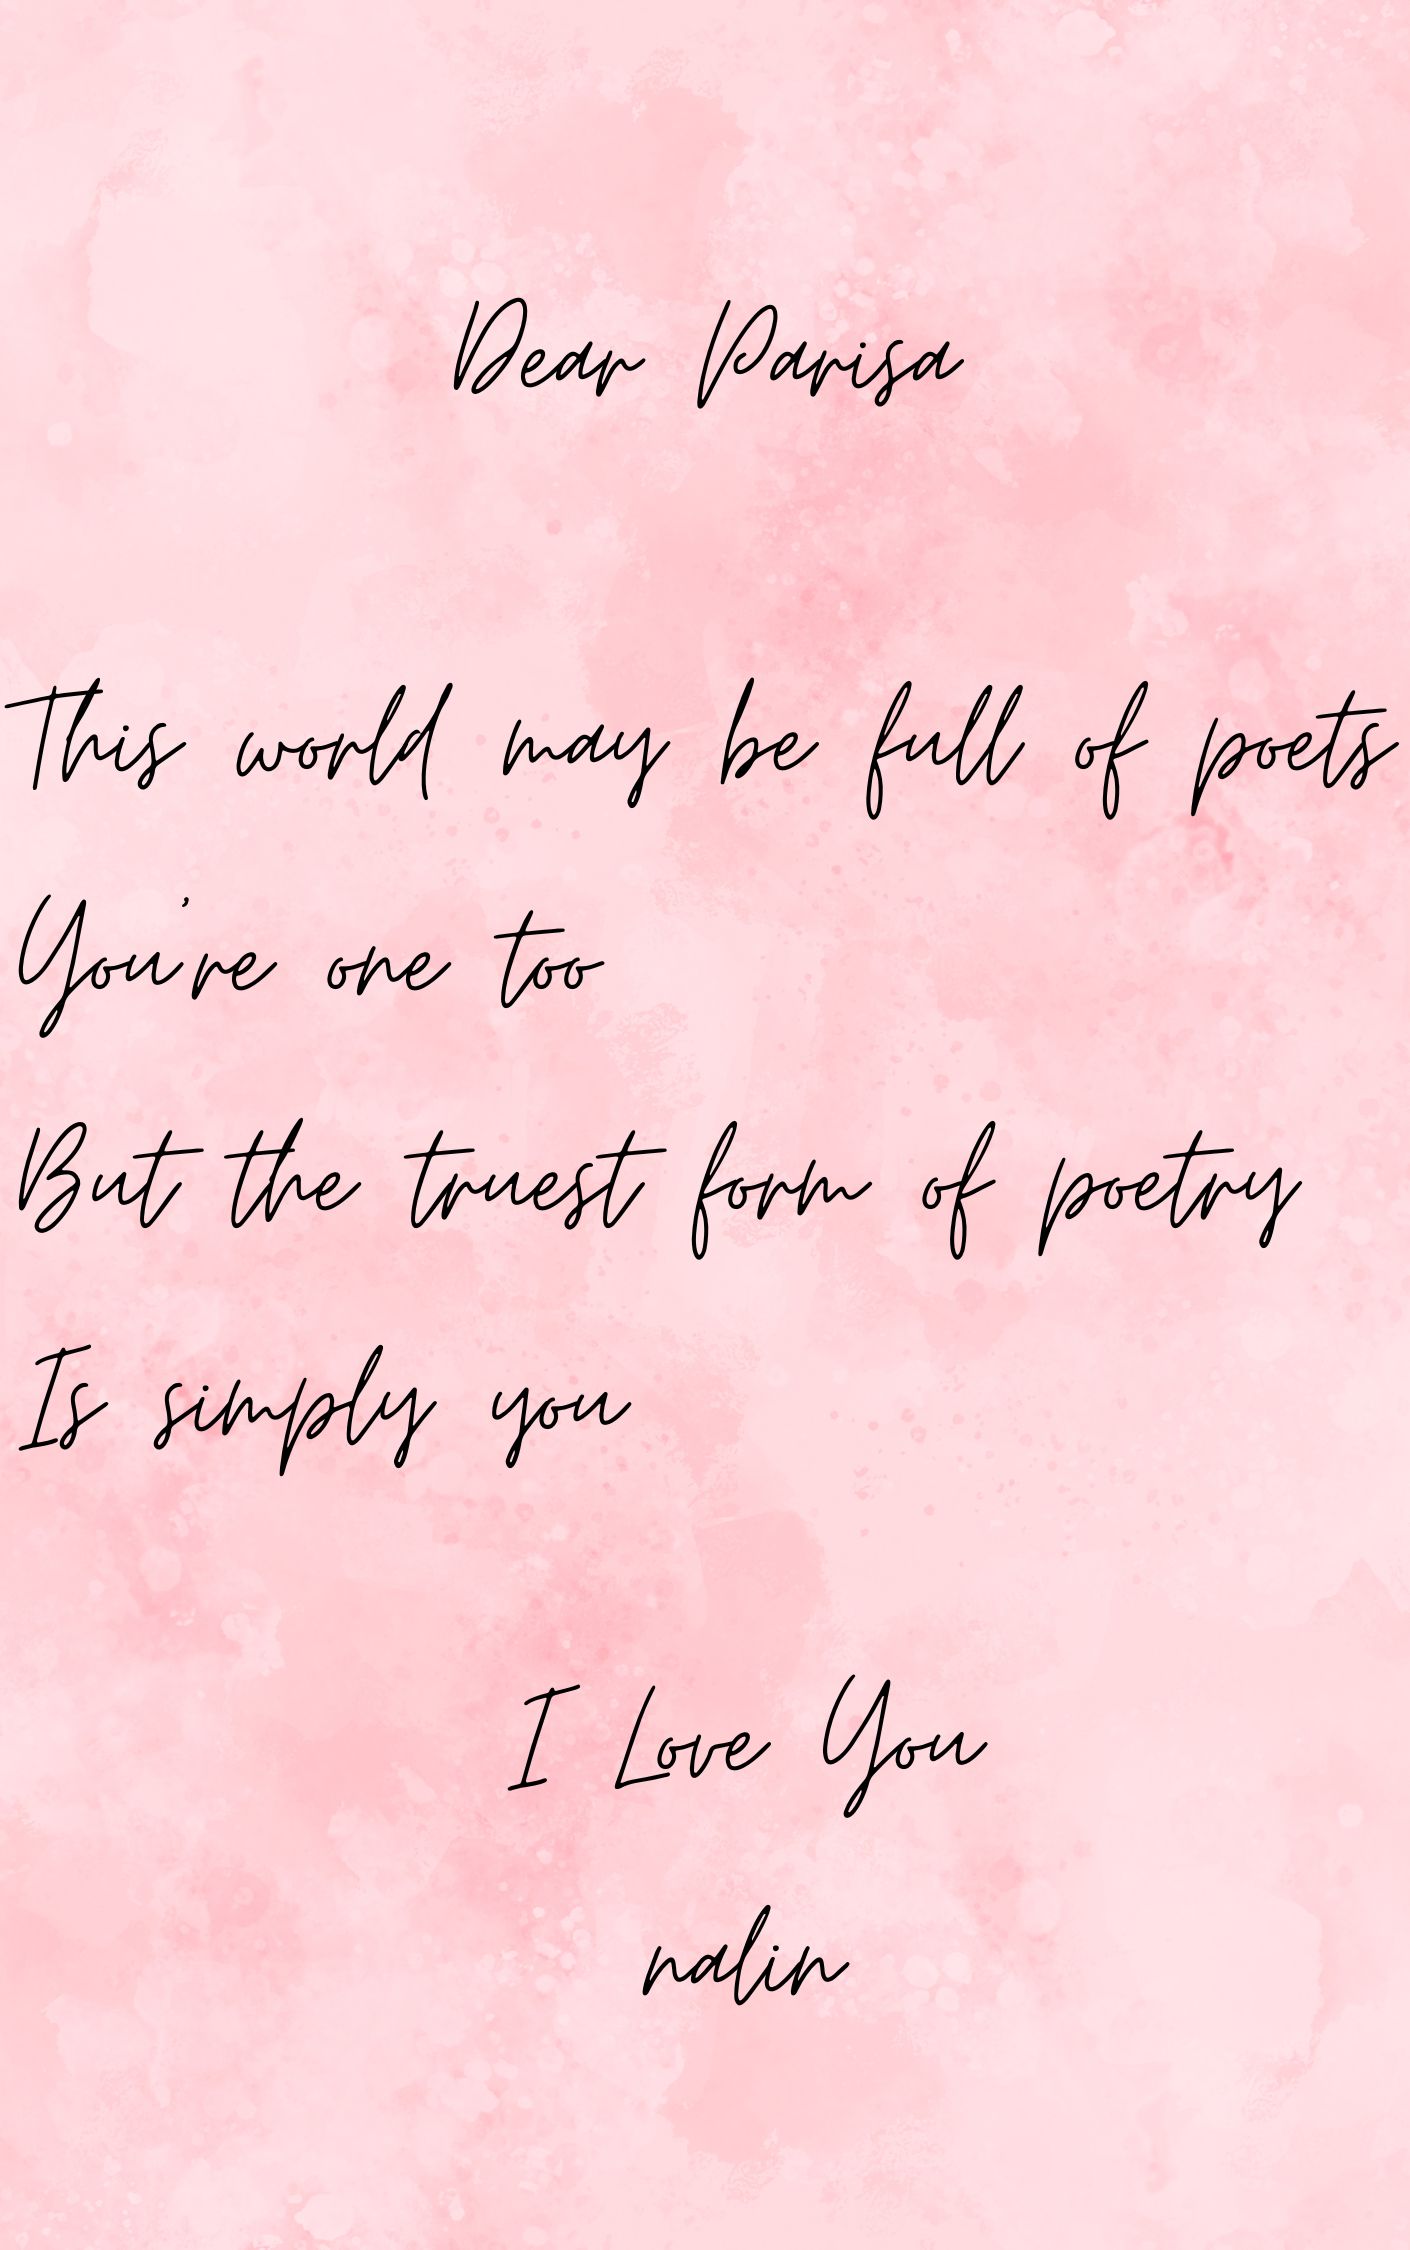 Dear Parisa
This world may be full of poets
You're one too
But the truest form of poetry
Is simply you
I Love You
nalin